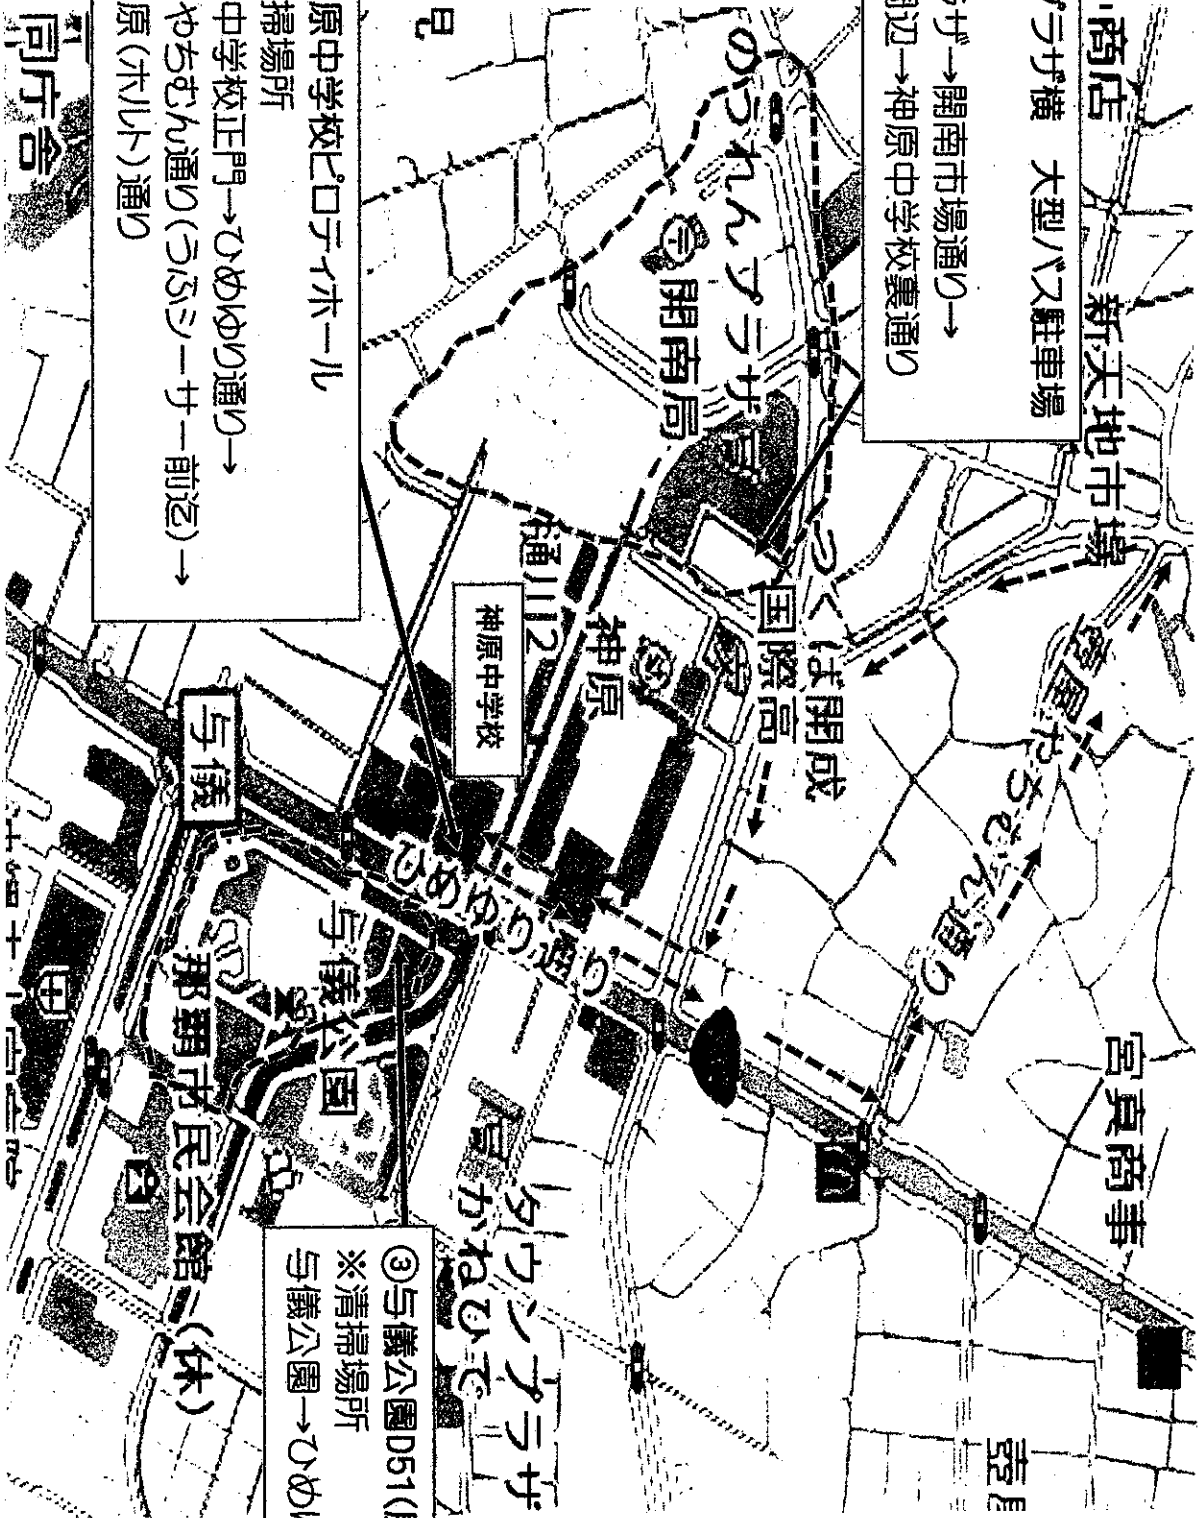 商店
プラザ横　大型バス駐車場
ラザ→開南市場通り→
周辺→神原中学校裏通り
新天地市場
壺屋やちむん通り
宮真商事
壺屋
のうれんプラザ
開南局
つくば開成
国際高
神原
樋川2
神原中学校
ひめゆり通り
原中学校ピロティホール
掃場所
中学校正門→ひめゆり通り→
やちむん通り(うふシーサー前迄)→
原(ホルト)通り
同庁舎
与儀
与儀公園
那覇市民会館(休)
タウンプラザ
かねひで
③与儀公園D51(
※清掃場所
与儀公園→ひめ